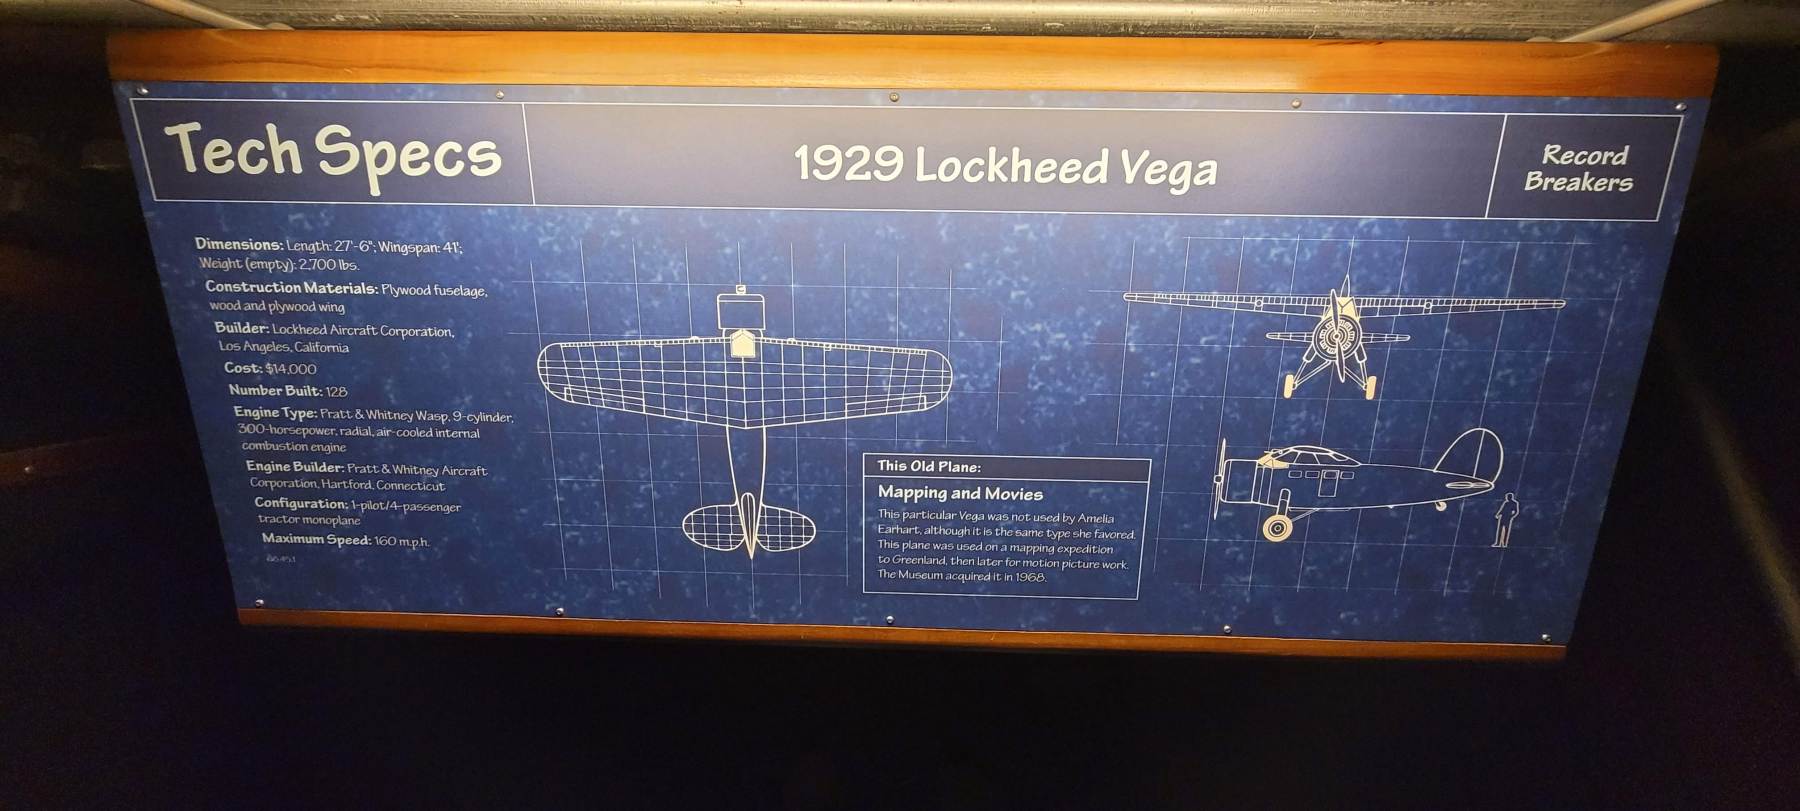 Tech Specs
1929 Lockheed Vega
Record
Breakers
Dimensions: Length: 27'-6"; Wingspan: 41';
Weight (empty): 2,700 lbs.
Construction Materials: Plywood fuselage,
wood and plywood wing
Builder: Lockheed Aircraft Corporation,
Los Angeles, California
Cost: $14,000
Number Built: 128
Engine Type: Pratt & Whitney Wasp, 9-cylinder,
300-horsepower, radial, air-cooled internal
combustion engine
Engine Builder: Pratt & Whitney Aircraft
Corporation, Hartford, Connecticut
Configuration: 1-pilot/4-passenger
tractor monoplane
Maximum Speed: 160 m.p.h.
This Old Plane:
Mapping and Movies
This particular Vega was not used by Amelia
Earhart, although it is the same type she favored.
This plane was used on a mapping expedition
to Greenland, then later for motion picture work.
The Museum acquired it in 1968.